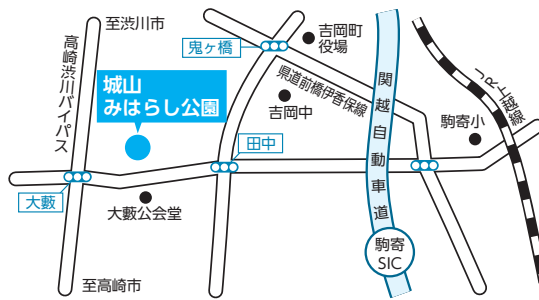 至渋川市
高崎渋川バイパス
城山
みはらし公園
鬼ヶ橋
吉岡町
役場
県道前橋伊香保線
吉岡中
関越自動車道
JR上越線
駒寄小
田中
大藪
大藪公会堂
駒寄
SIC
至高崎市